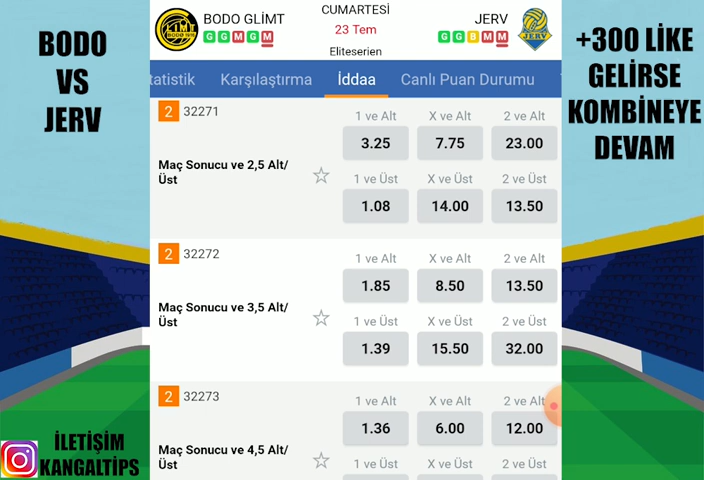 BODO
VS
JERV
BODO GLİMT
G G M G M
CUMARTESİ
23 Tem
Eliteserien
JERV
G G B M M
JERV
+300 LİKE
GELİRSE
KOMBİNEYE
DEVAM
tatistik Karşılaştırma İddaa Canlı Puan Durumu
2 32271
Maç Sonucu ve 2,5 Alt/
Üst
1 ve Alt X ve Alt 2 ve Alt
3.25 7.75 23.00
1 ve Üst X ve Üst 2 ve Üst
1.08 14.00 13.50
2 32272
Maç Sonucu ve 3,5 Alt/
Üst
1 ve Alt X ve Alt 2 ve Alt
1.85 8.50 13.50
1 ve Üst X ve Üst 2 ve Üst
1.39 15.50 32.00
2 32273
Maç Sonucu ve 4,5 Alt/
Üst
1 ve Alt X ve Alt 2 ve Alt
1.36 6.00 12.00
1 ve Üst X ve Üst 2 ve Üst
İLETİŞİM
KANGALTİPS